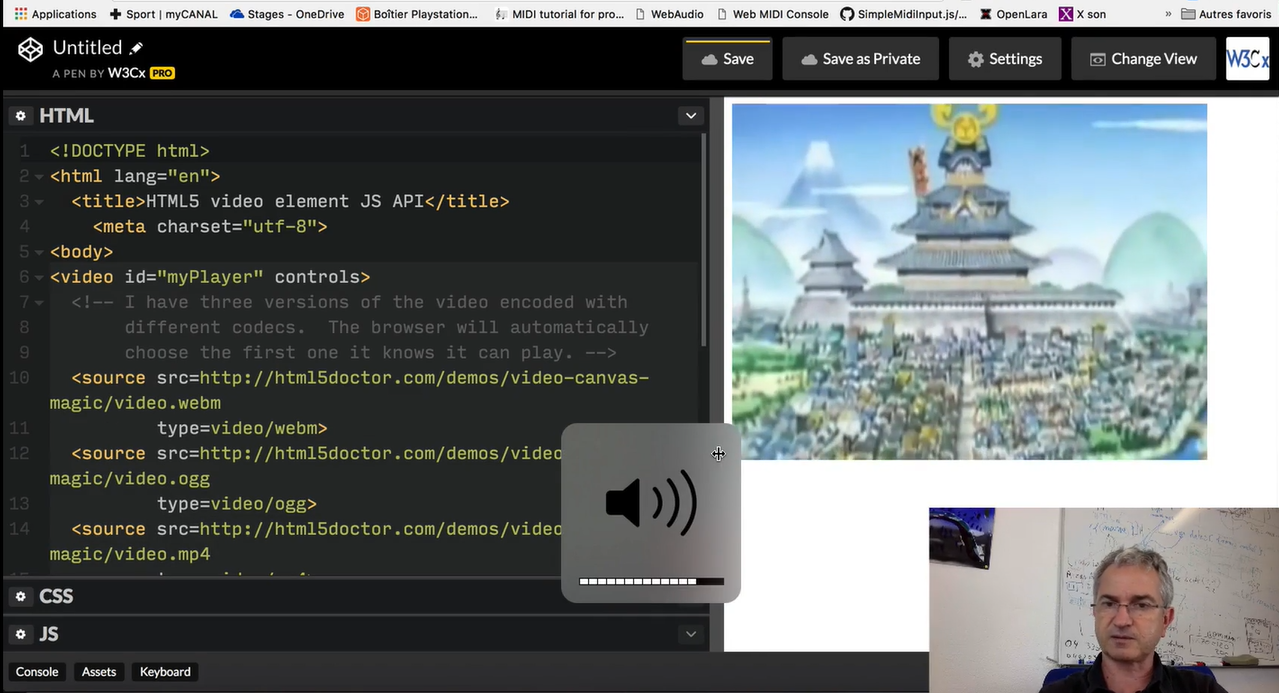 Applications Sport | myCANAL Stages - OneDrive Boîtier Playstation... MIDI tutorial for pro... WebAudio Web MIDI Console SimpleMidiInput.js/... OpenLara X son » Autres favoris
Untitled
A PEN BY W3Cx PRO
Save Save as Private Settings Change View W3Cx
HTML
1 <!DOCTYPE html>
2 <html lang="en">
3 <title>HTML5 video element JS API</title>
4 <meta charset="utf-8">
5 <body>
6 <video id="myPlayer" controls>
7 <!-- I have three versions of the video encoded with
8 different codecs. The browser will automatically
9 choose the first one it knows it can play. -->
10 <source src=http://html5doctor.com/demos/video-canvas-
magic/video.webm
11 type=video/webm>
12 <source src=http://html5doctor.com/demos/video
magic/video.ogg
13 type=video/ogg>
14 <source src=http://html5doctor.com/demos/video
magic/video.mp4
CSS
JS
Console Assets Keyboard